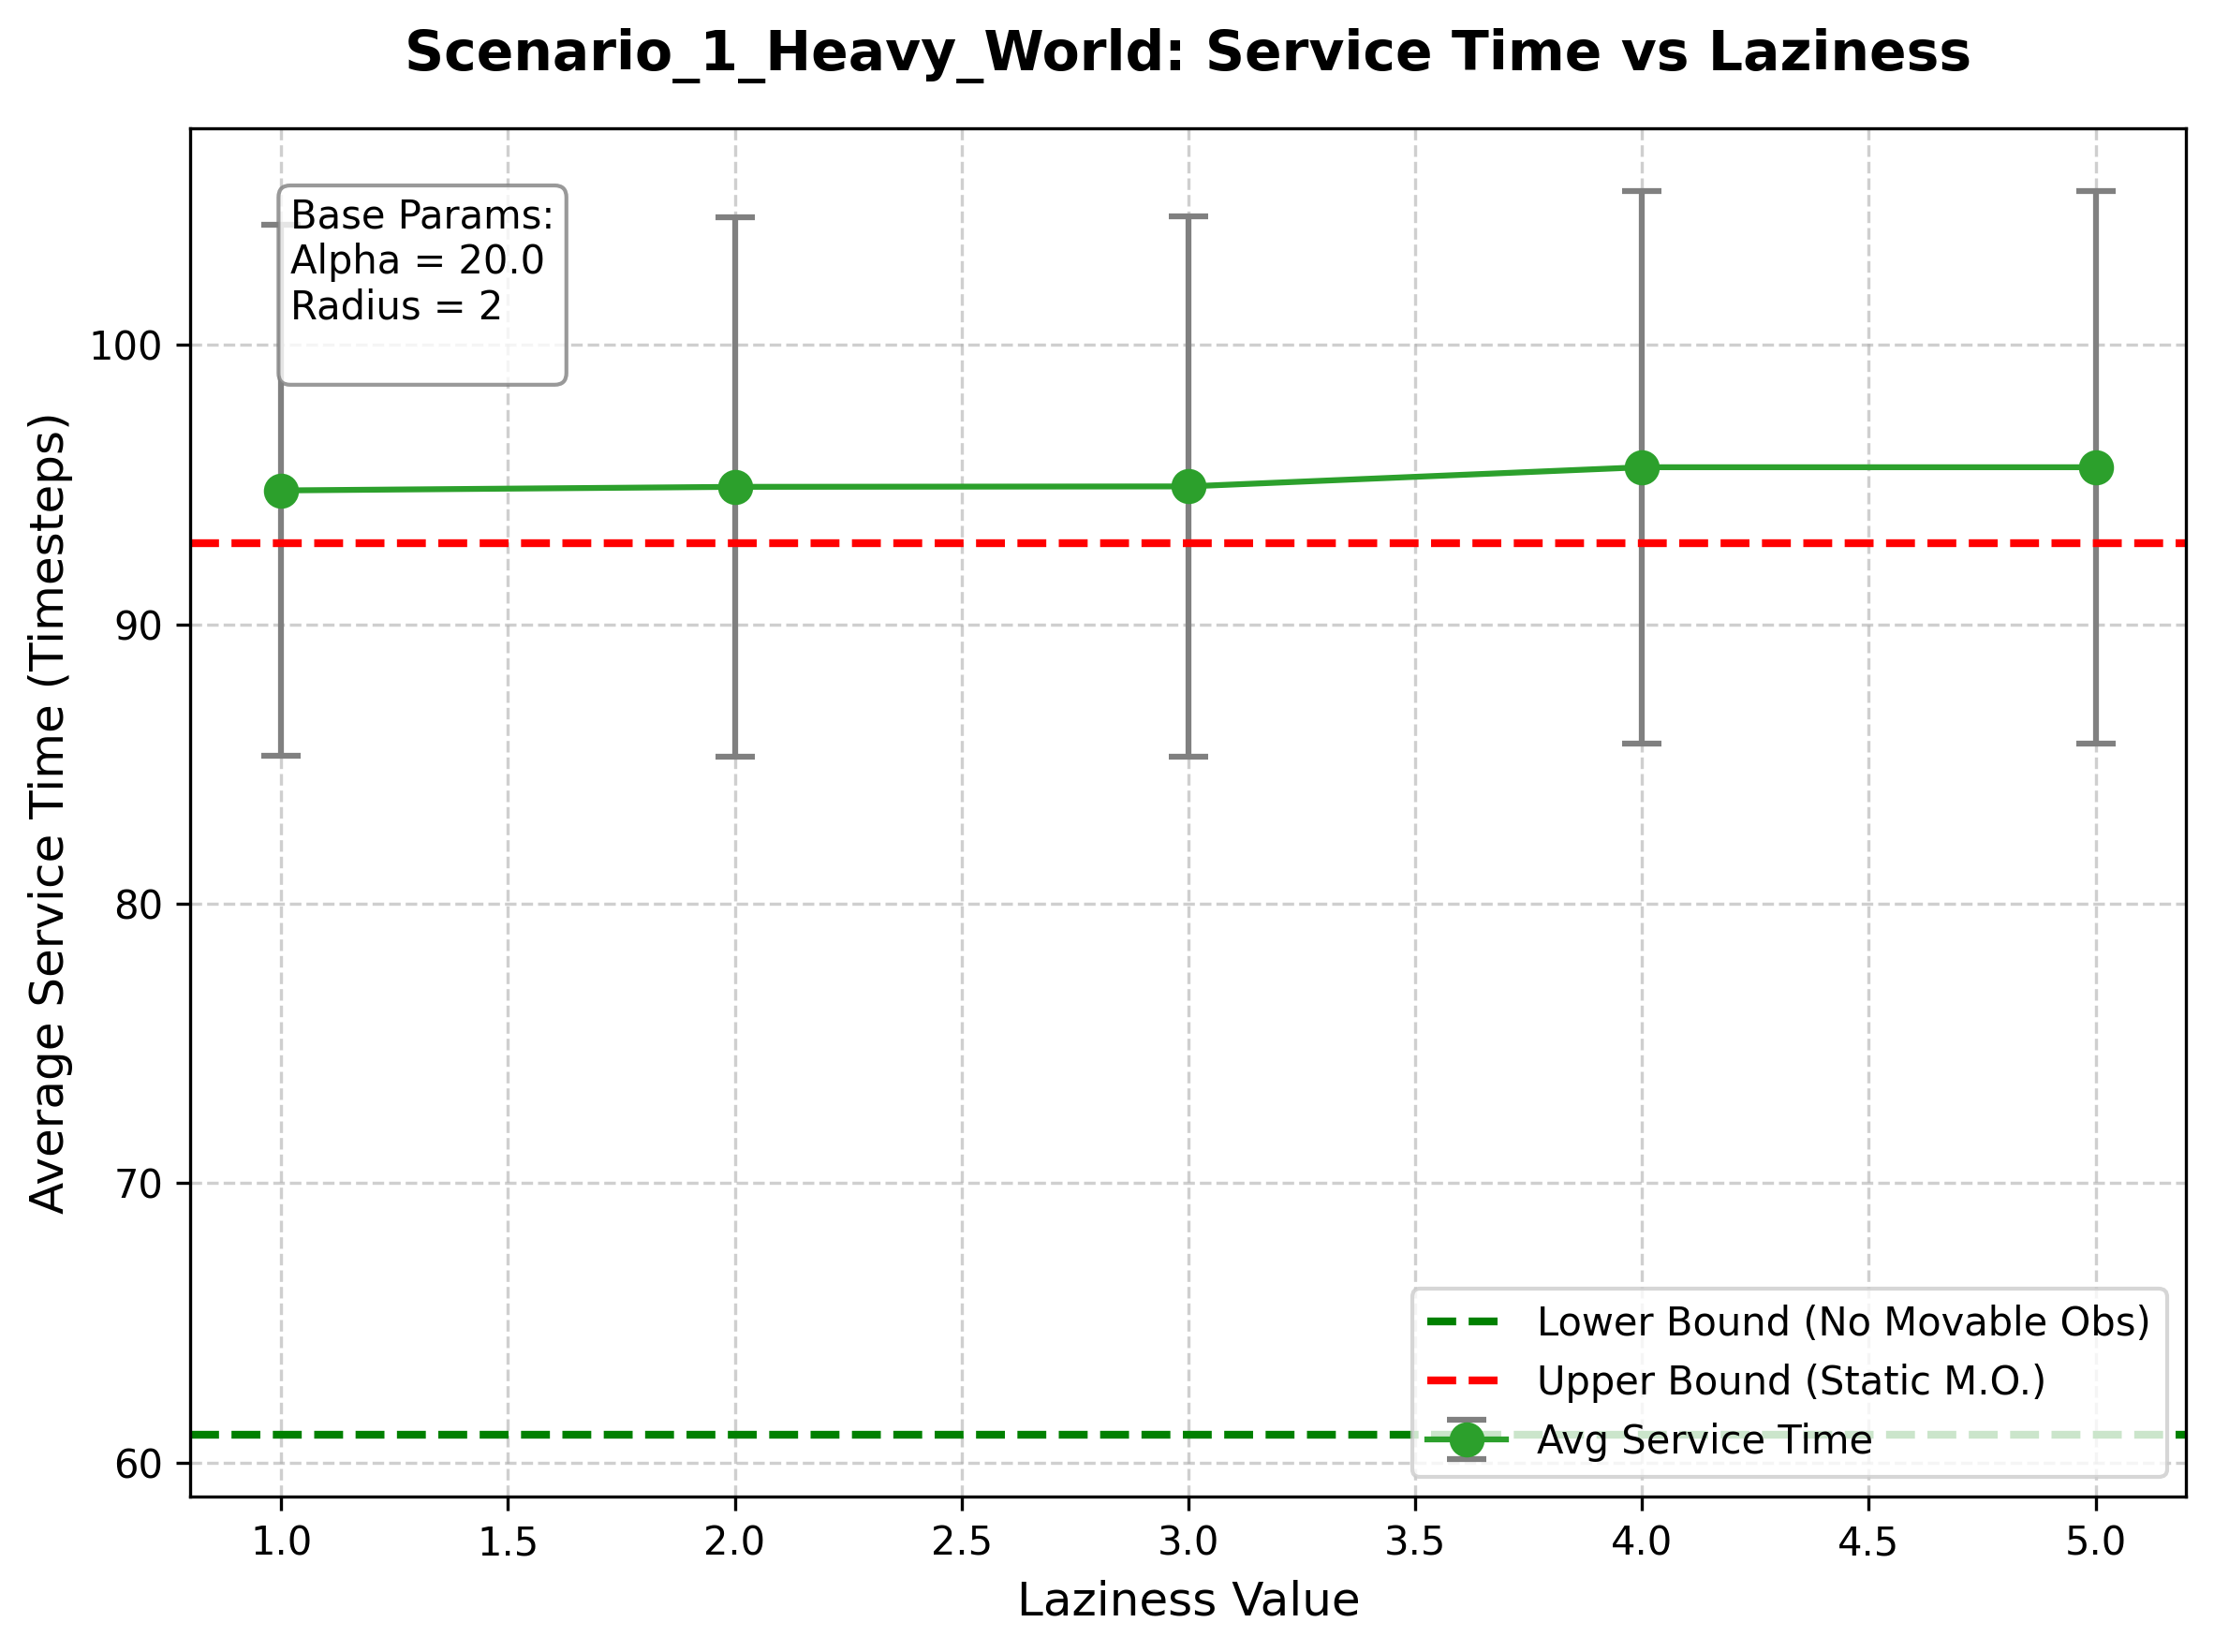 Scenario_1_Heavy_World: Service Time vs Laziness
Base Params:
Alpha = 20.0
Radius = 2
Average Service Time (Timesteps)
100
90
80
70
60
Lower Bound (No Movable Obs)
Upper Bound (Static M.O.)
Avg Service Time
1.0 1.5 2.0 2.5 3.0 3.5 4.0 4.5 5.0
Laziness Value